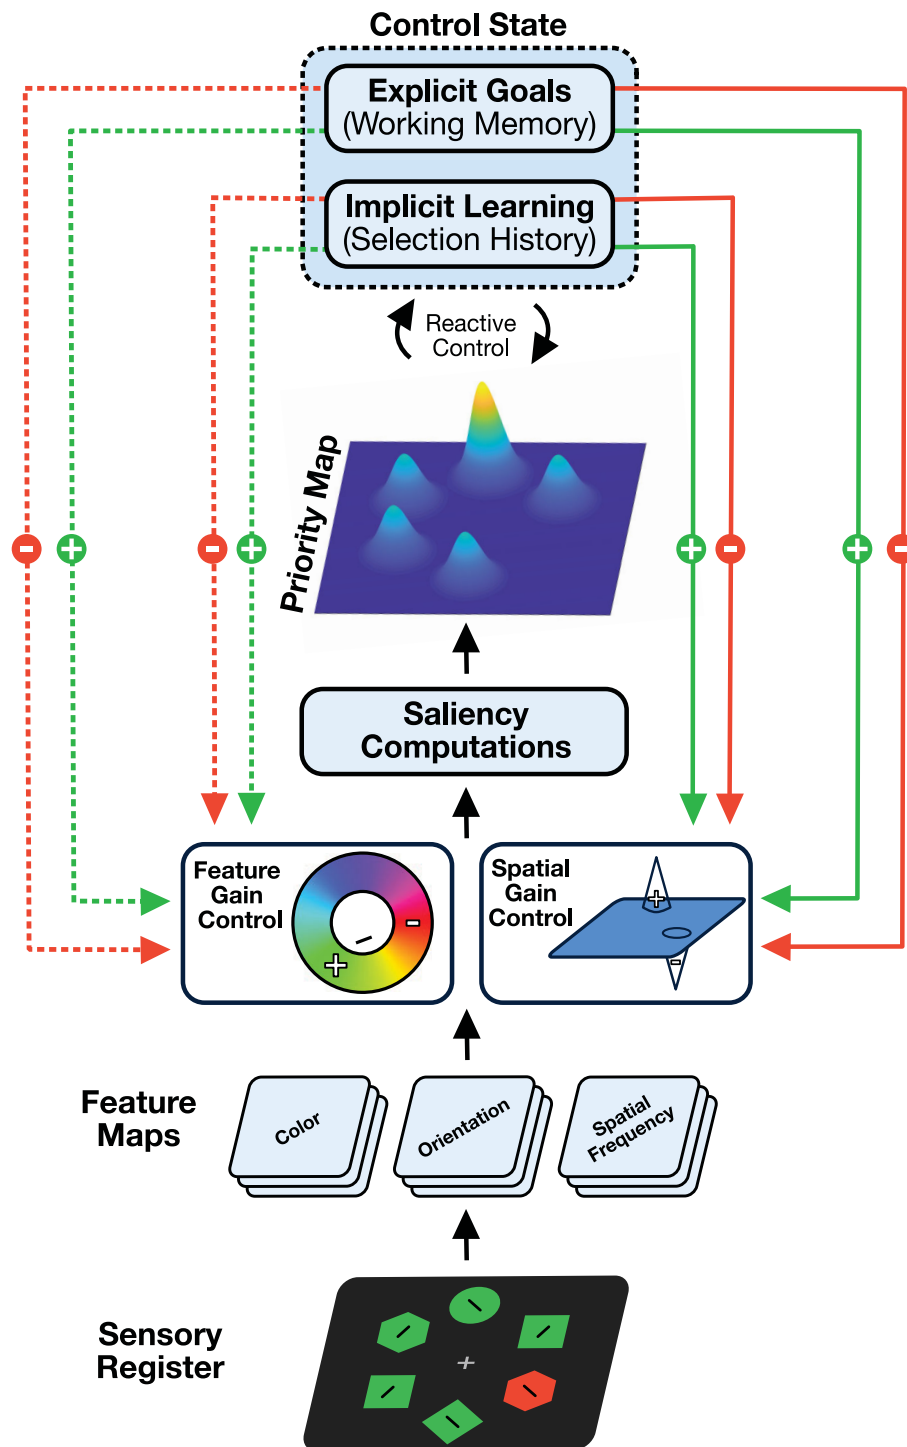 Control State
Explicit Goals
(Working Memory)
Implicit Learning
(Selection History)
Reactive
Control
Priority Map
- + - + + - + -
Saliency
Computations
Feature
Gain
Control
+ -
Spatial
Gain
Control
+
-
Feature
Maps
Color
Orientation
Spatial
Frequency
Sensory
Register